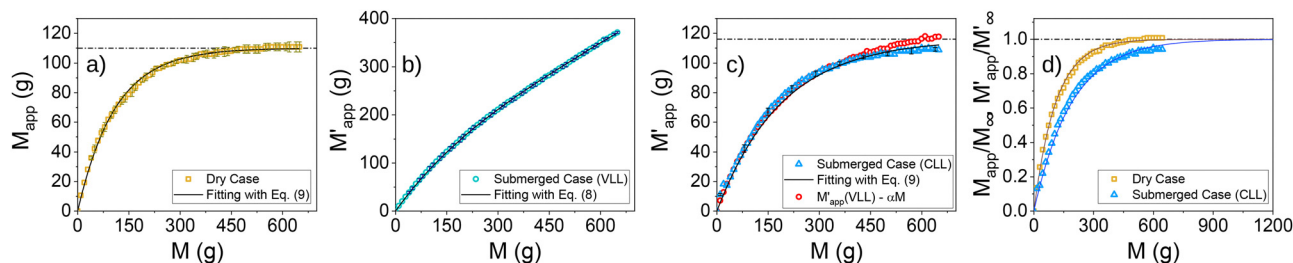 a)
M_app (g)
120
100
80
60
40
20
0
0 150 300 450 600
M (g)
Dry Case
Fitting with Eq. (9)
b)
M'_app (g)
400
300
200
100
0
0 150 300 450 600
M (g)
Submerged Case (VLL)
Fitting with Eq. (8)
c)
M'_app (g)
120
100
80
60
40
20
0
0 150 300 450 600
M (g)
Submerged Case (CLL)
Fitting with Eq. (9)
M'_app(VLL) - αM
d)
M_app/M_∞, M'_app/M'_∞
1.0
0.8
0.6
0.4
0.2
0.0
0 300 600 900 1200
M (g)
Dry Case
Submerged Case (CLL)